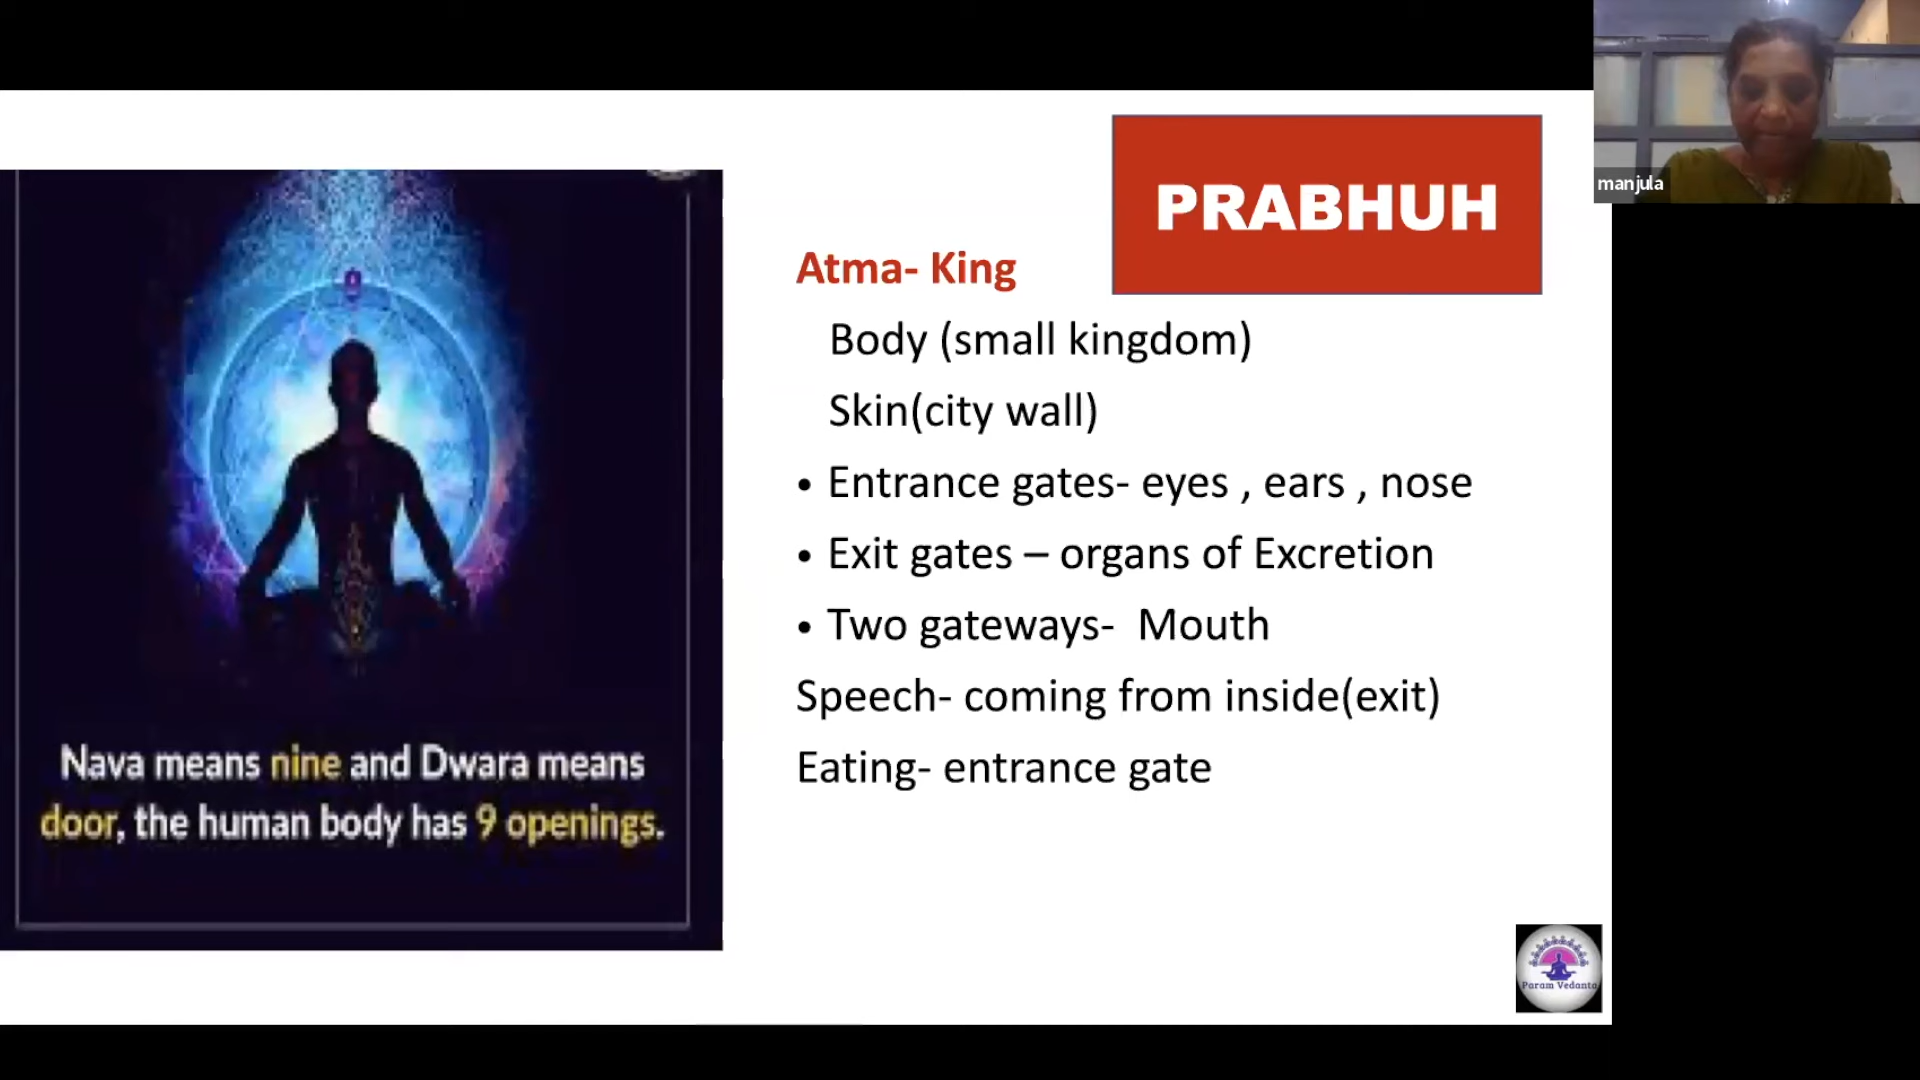 manjula
PRABHUH
Atma- King
Body (small kingdom)
Skin(city wall)
• Entrance gates- eyes , ears , nose
• Exit gates – organs of Excretion
• Two gateways- Mouth
Speech- coming from inside(exit)
Eating- entrance gate
Nava means nine and Dwara means
door, the human body has 9 openings.
Param Vedanta